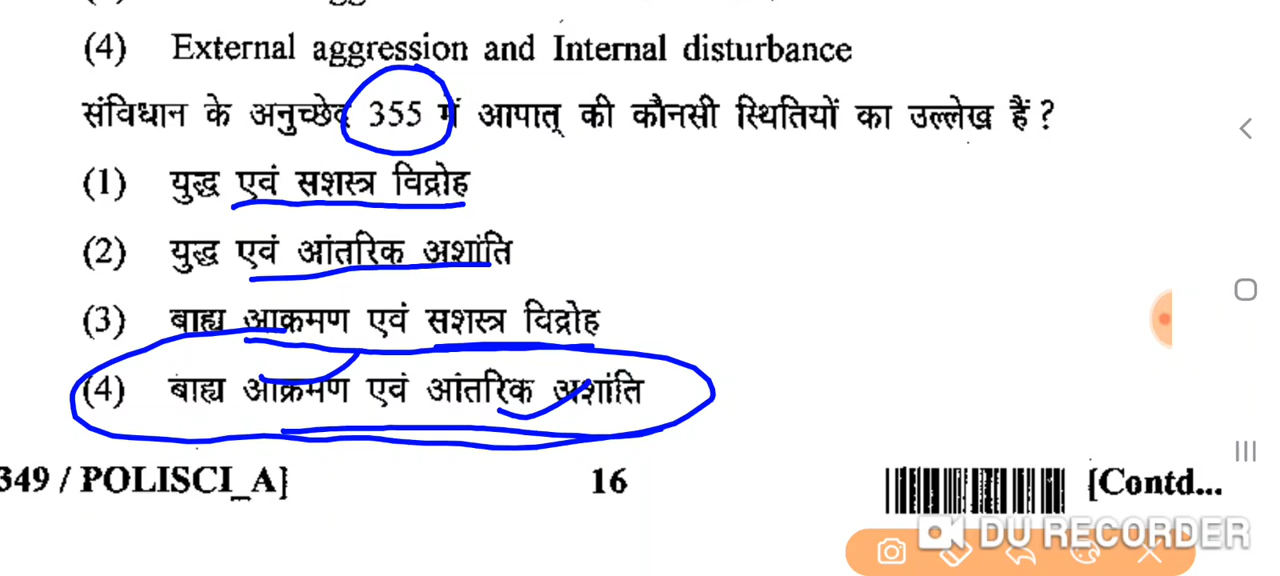 (4) External aggression and Internal disturbance
संविधान के अनुच्छेद 355 में आपात् की कौनसी स्थितियों का उल्लेख हैं ?
(1) युद्ध एवं सशस्त्र विद्रोह
(2) युद्ध एवं आंतरिक अशांति
(3) बाह्य आक्रमण एवं सशस्त्र विद्रोह
(4) बाह्य आक्रमण एवं आंतरिक अशांति
349 / POLISCI_A] 16 [Contd...
DU RECORDER